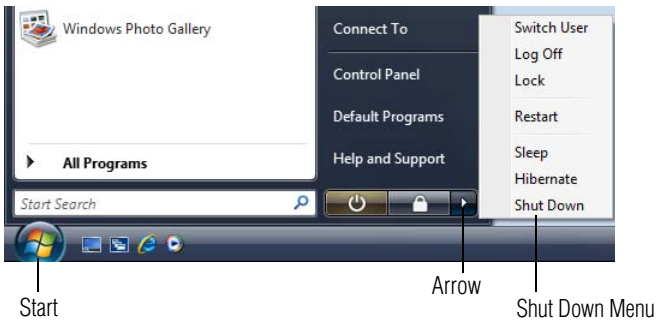 Windows Photo Gallery
All Programs
Start Search
Connect To
Control Panel
Default Programs
Help and Support
Switch User
Log Off
Lock
Restart
Sleep
Hibernate
Shut Down
Start
Arrow
Shut Down Menu